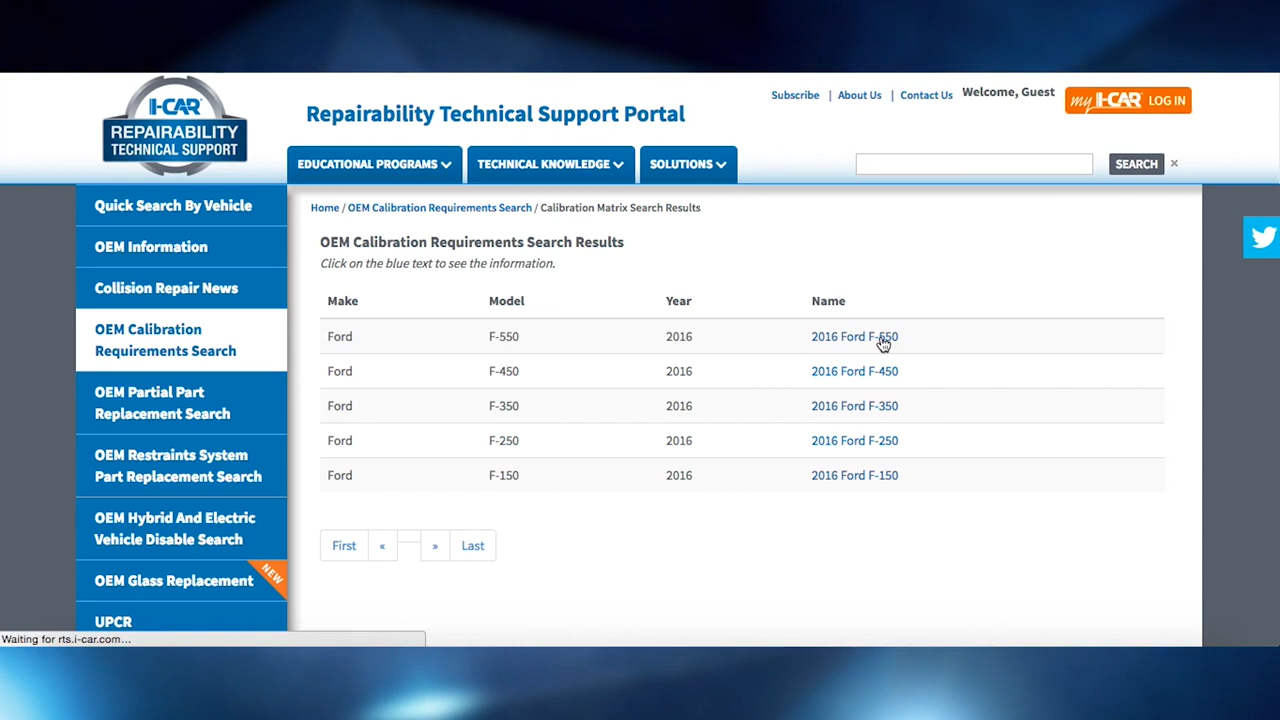 I-CAR
REPAIRABILITY
TECHNICAL SUPPORT
Repairability Technical Support Portal
Subscribe | About Us | Contact Us
Welcome, Guest
my I-CAR LOG IN
EDUCATIONAL PROGRAMS
TECHNICAL KNOWLEDGE
SOLUTIONS
SEARCH ×
Quick Search By Vehicle
OEM Information
Collision Repair News
OEM Calibration
Requirements Search
OEM Partial Part
Replacement Search
OEM Restraints System
Part Replacement Search
OEM Hybrid And Electric
Vehicle Disable Search
OEM Glass Replacement
NEW
UPCR
Home / OEM Calibration Requirements Search / Calibration Matrix Search Results
OEM Calibration Requirements Search Results
Click on the blue text to see the information.
Make Model Year Name
Ford F-550 2016 2016 Ford F-550
Ford F-450 2016 2016 Ford F-450
Ford F-350 2016 2016 Ford F-350
Ford F-250 2016 2016 Ford F-250
Ford F-150 2016 2016 Ford F-150
First « » Last
Waiting for rts.i-car.com...